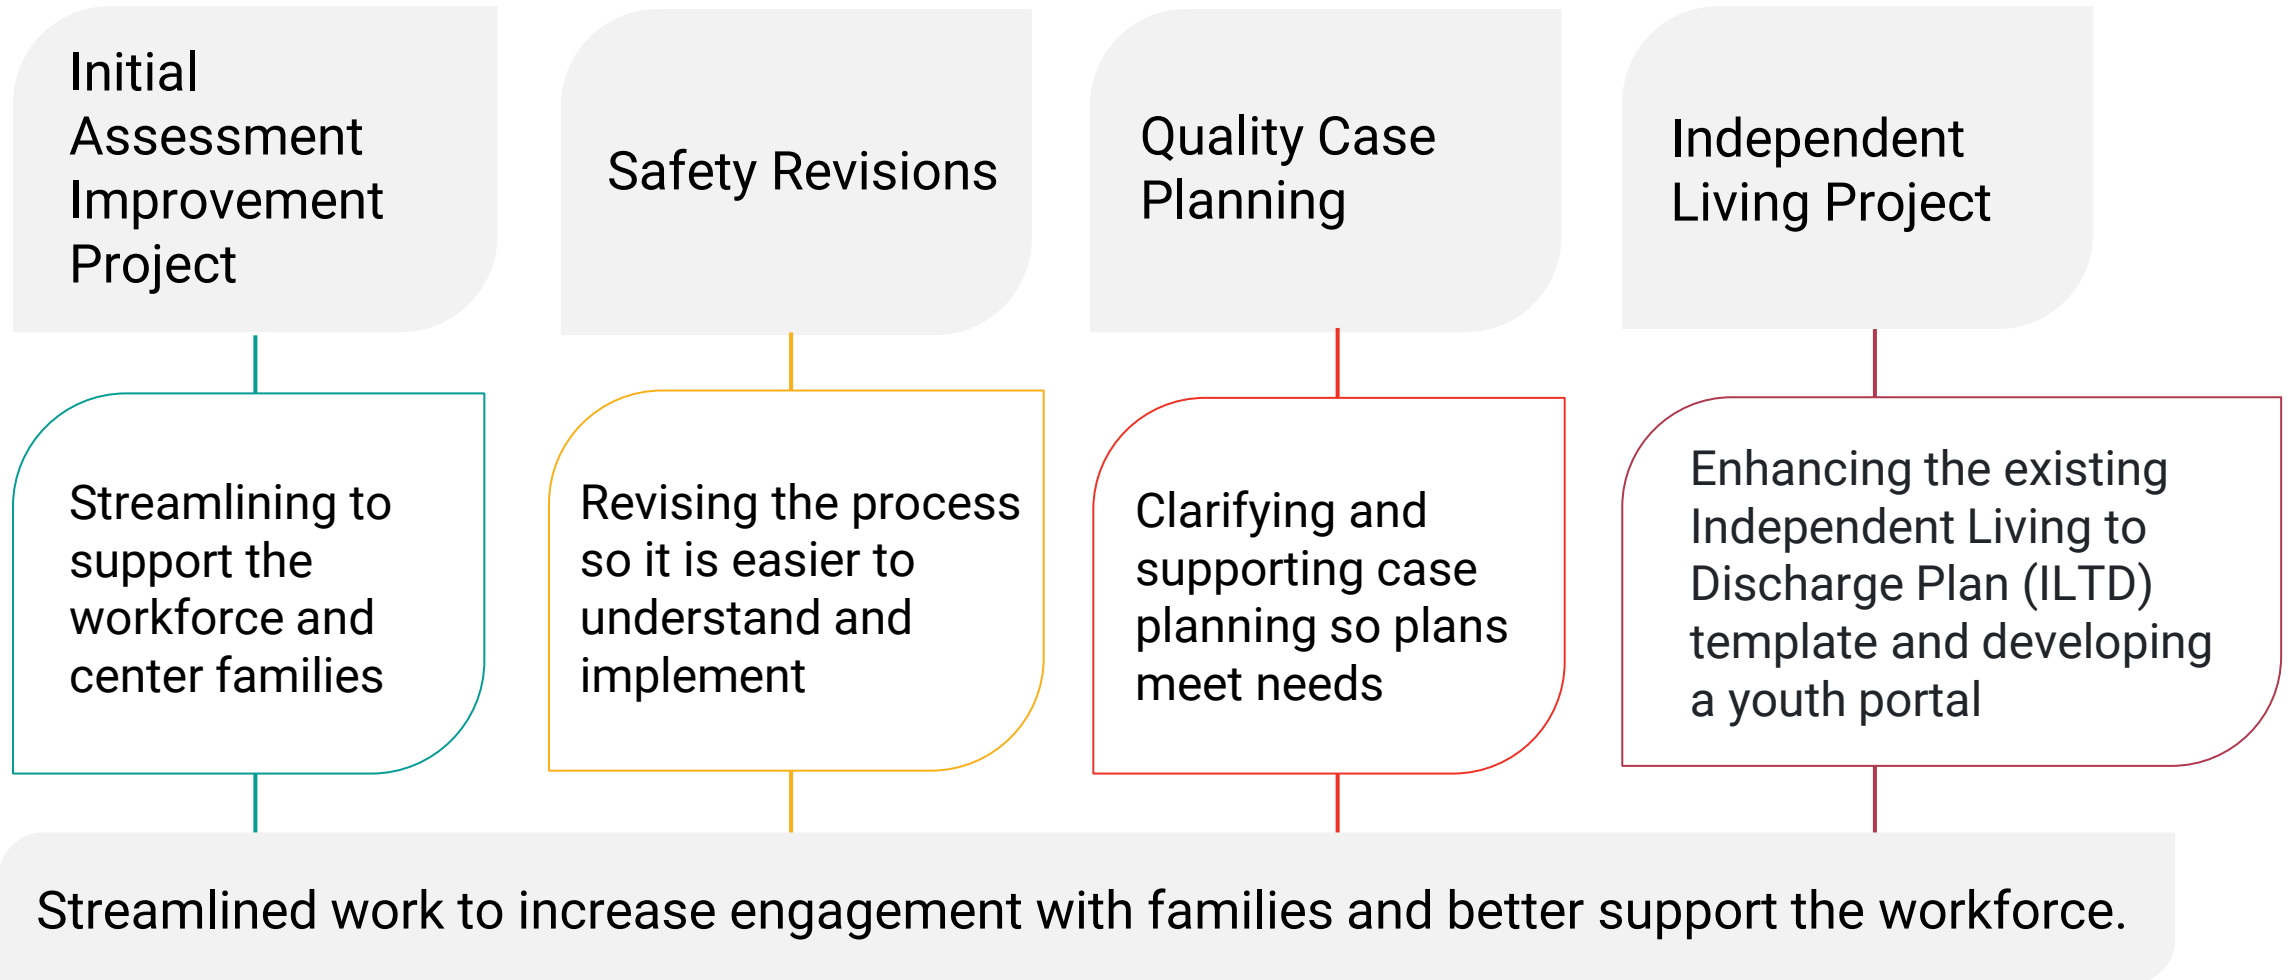 Initial
Assessment
Improvement
Project
Safety Revisions
Quality Case
Planning
Independent
Living Project
Streamlining to
support the
workforce and
center families
Revising the process
so it is easier to
understand and
implement
Clarifying and
supporting case
planning so plans
meet needs
Enhancing the existing
Independent Living to
Discharge Plan (ILTD)
template and developing
a youth portal
Streamlined work to increase engagement with families and better support the workforce.